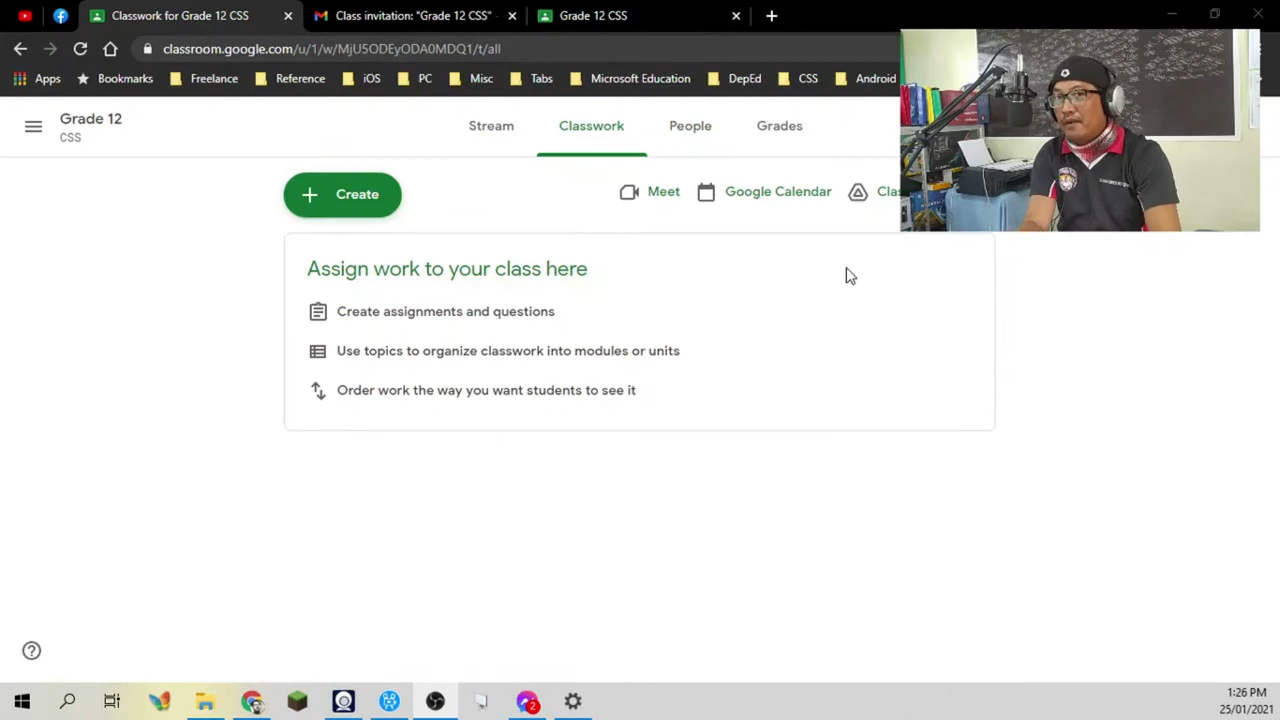 Classwork for Grade 12 CSS
Class invitation: "Grade 12 CSS"
Grade 12 CSS
classroom.google.com/u/1/w/MjU5ODEyODA0MDQ1/t/all
Apps Bookmarks Freelance Reference iOS PC Misc Tabs Microsoft Education DepEd CSS Android
Grade 12
CSS
Stream Classwork People Grades
Create
Meet Google Calendar Clas
Assign work to your class here
Create assignments and questions
Use topics to organize classwork into modules or units
Order work the way you want students to see it
2
1:26 PM
25/01/2021